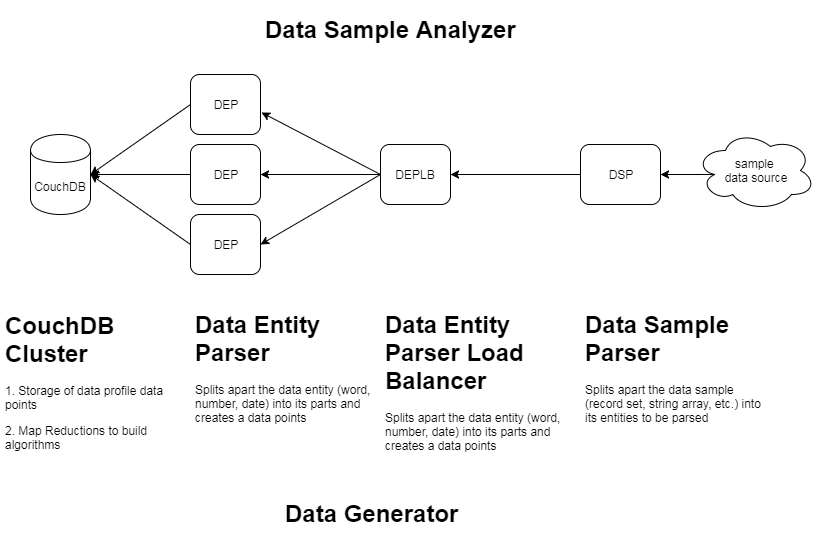 Data Sample Analyzer
DEP
DEP
DEP
CouchDB
DEPLB
DSP
sample
data source
CouchDB
Cluster
1. Storage of data profile data
points
2. Map Reductions to build
algorithms
Data Entity
Parser
Splits apart the data entity (word,
number, date) into its parts and
creates a data points
Data Entity
Parser Load
Balancer
Splits apart the data entity (word,
number, date) into its parts and
creates a data points
Data Sample
Parser
Splits apart the data sample
(record set, string array, etc.) into
its entities to be parsed
Data Generator